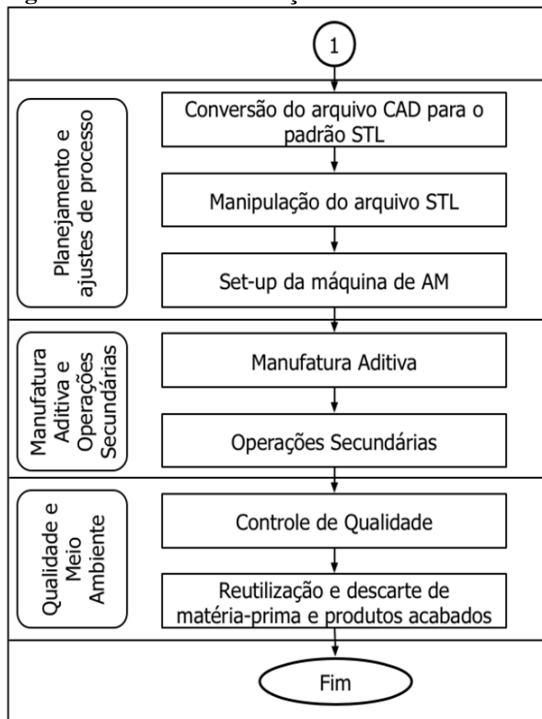 1
Planejamento e
ajustes de processo
Conversão do arquivo CAD para o
padrão STL
Manipulação do arquivo STL
Set-up da máquina de AM
Manufatura
Aditiva e
Operações
Secundárias
Manufatura Aditiva
Operações Secundárias
Qualidade e
Meio
Ambiente
Controle de Qualidade
Reutilização e descarte de
matéria-prima e produtos acabados
Fim